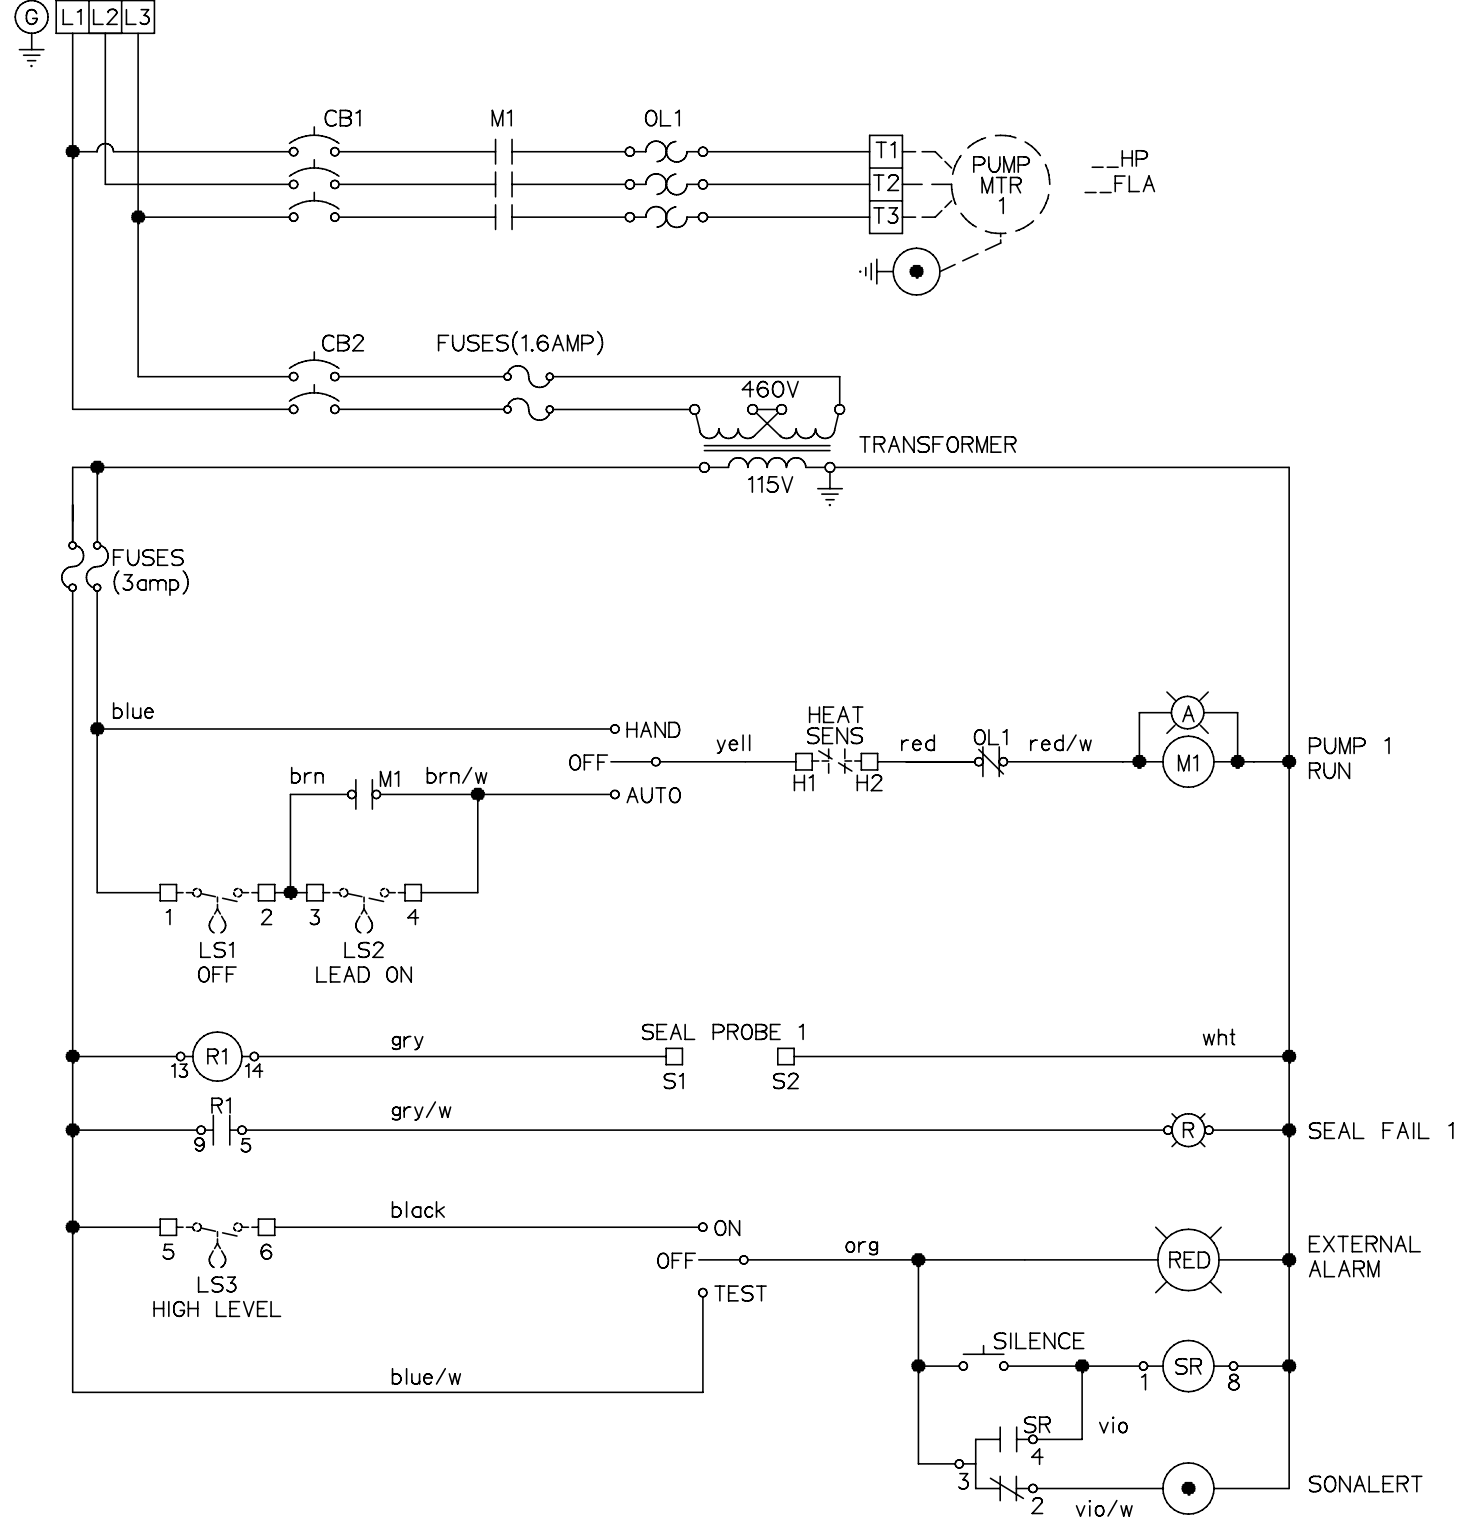 G L1 L2 L3
CB1 M1 OL1
T1
T2
T3
PUMP
MTR
1
__HP
__FLA
CB2 FUSES(1.6AMP)
460V
TRANSFORMER
115V
FUSES
(3amp)
blue
HAND
OFF
AUTO
yell
HEAT
SENS
H1 H2
red
OL1
red/w
A
M1
PUMP 1
RUN
brn M1 brn/w
1 2 3 4
LS1
OFF
LS2
LEAD ON
R1
13 14
gry
SEAL PROBE 1
S1 S2
wht
R1
9 5
gry/w
R
SEAL FAIL 1
5 6
LS3
HIGH LEVEL
black
ON
OFF
TEST
org
RED
EXTERNAL
ALARM
blue/w
SILENCE
1 SR 8
SR
4
vio
3
2
vio/w
SONALERT